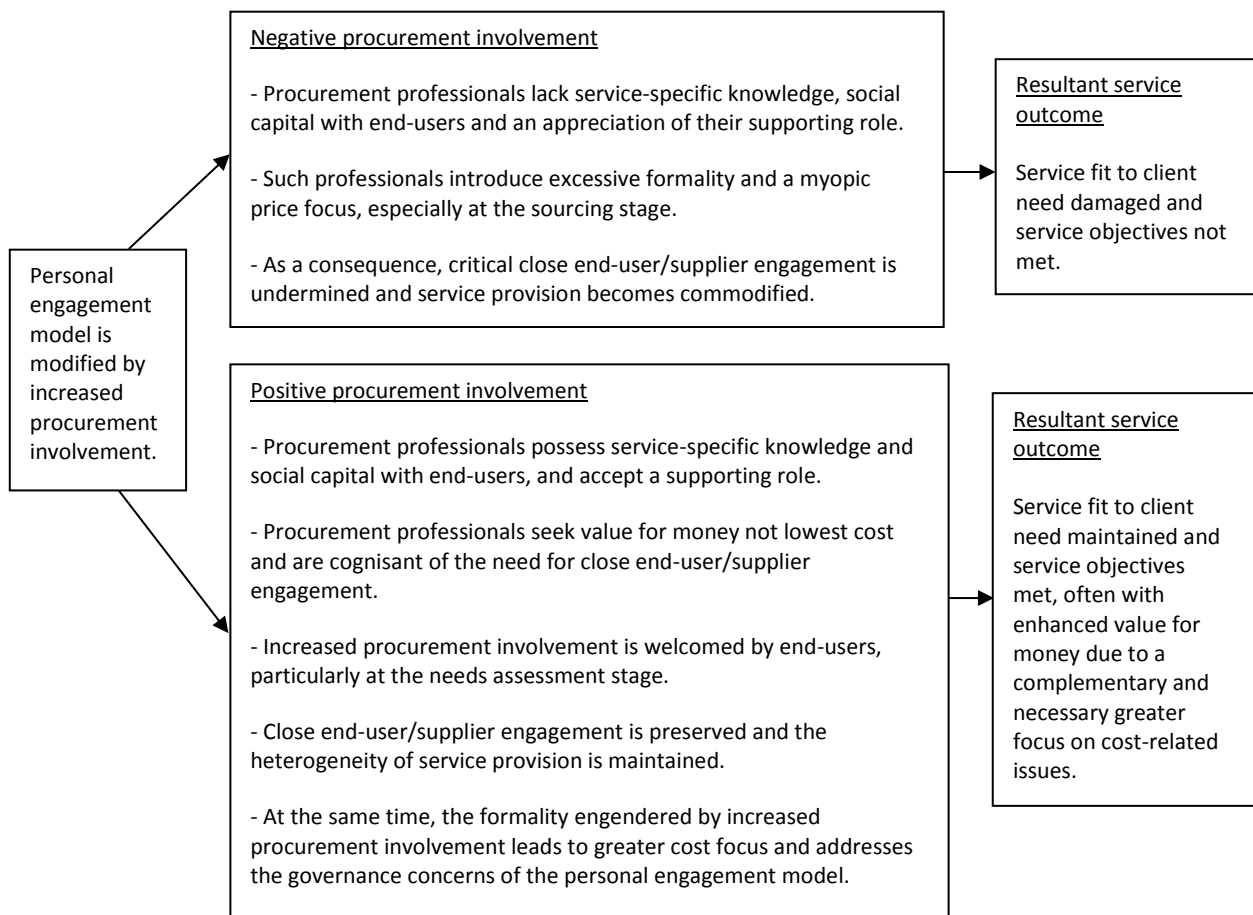 Personal
engagement
model is
modified by
increased
procurement
involvement.
Negative procurement involvement
- Procurement professionals lack service-specific knowledge, social
capital with end-users and an appreciation of their supporting role.
- Such professionals introduce excessive formality and a myopic
price focus, especially at the sourcing stage.
- As a consequence, critical close end-user/supplier engagement is
undermined and service provision becomes commodified.
Resultant service
outcome
Service fit to client
need damaged and
service objectives not
met.
Positive procurement involvement
- Procurement professionals possess service-specific knowledge and
social capital with end-users, and accept a supporting role.
- Procurement professionals seek value for money not lowest cost
and are cognisant of the need for close end-user/supplier
engagement.
- Increased procurement involvement is welcomed by end-users,
particularly at the needs assessment stage.
- Close end-user/supplier engagement is preserved and the
heterogeneity of service provision is maintained.
- At the same time, the formality engendered by increased
procurement involvement leads to greater cost focus and addresses
the governance concerns of the personal engagement model.
Resultant service
outcome
Service fit to client
need maintained and
service objectives
met, often with
enhanced value for
money due to a
complementary and
necessary greater
focus on cost-related
issues.